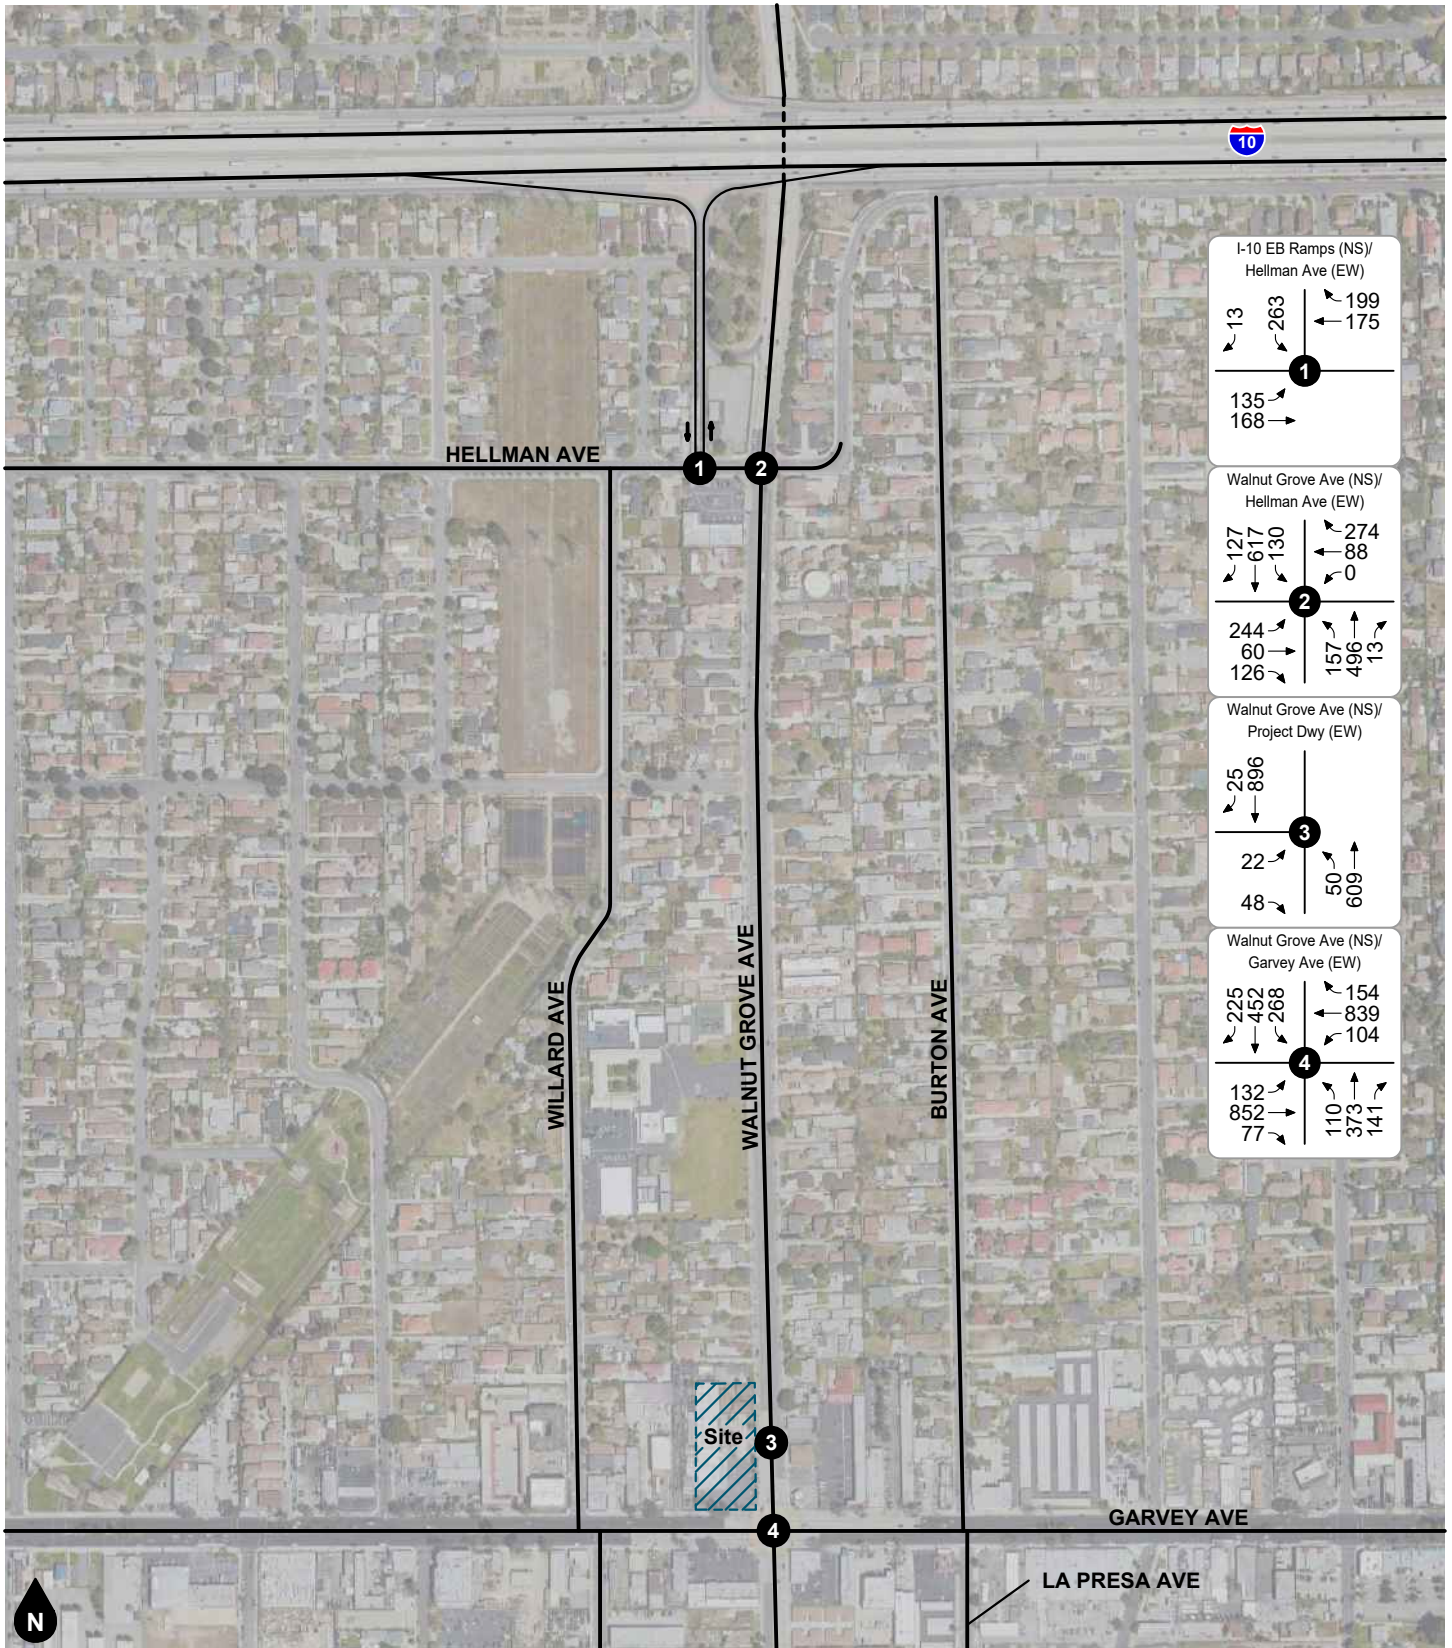 10
I-10 EB Ramps (NS)/
Hellman Ave (EW)
13
263
199
175
1
135
168
HELLMAN AVE
1
2
Walnut Grove Ave (NS)/
Hellman Ave (EW)
127
617
130
274
88
0
2
244
60
126
157
496
13
Walnut Grove Ave (NS)/
Project Dwy (EW)
25
896
3
22
48
50
609
Walnut Grove Ave (NS)/
Garvey Ave (EW)
225
452
268
154
839
104
4
132
852
77
110
373
141
WILLARD AVE
WALNUT GROVE AVE
BURTON AVE
Site
3
4
GARVEY AVE
LA PRESA AVE
N